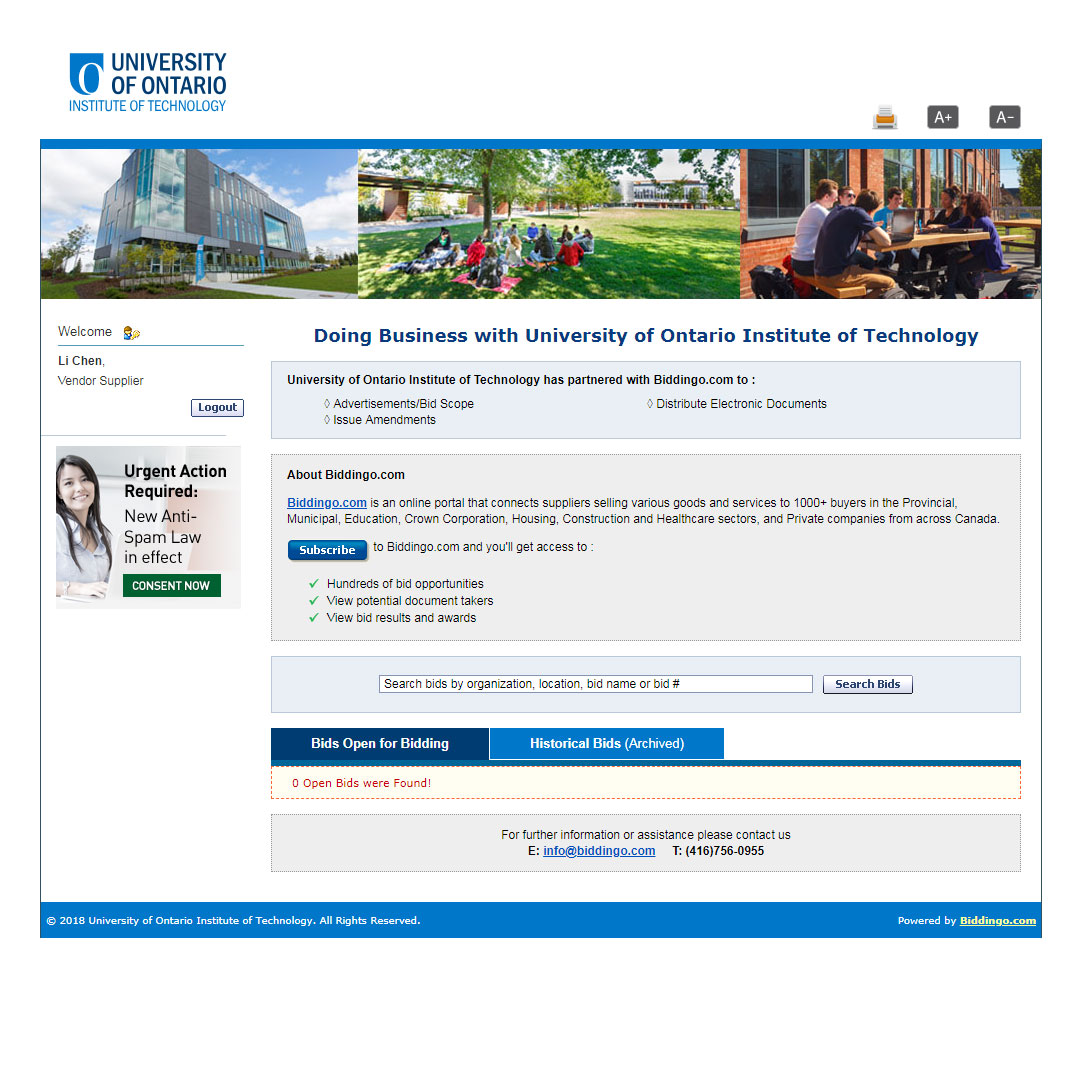 UNIVERSITY
OF ONTARIO
INSTITUTE OF TECHNOLOGY
A+ A-
Welcome
Li Chen,
Vendor Supplier
Logout
Urgent Action
Required:
New Anti-
Spam Law
in effect
CONSENT NOW
Doing Business with University of Ontario Institute of Technology
University of Ontario Institute of Technology has partnered with Biddingo.com to :
◊ Advertisements/Bid Scope ◊ Distribute Electronic Documents
◊ Issue Amendments
About Biddingo.com
Biddingo.com is an online portal that connects suppliers selling various goods and services to 1000+ buyers in the Provincial,
Municipal, Education, Crown Corporation, Housing, Construction and Healthcare sectors, and Private companies from across Canada.
Subscribe to Biddingo.com and you'll get access to :
✓ Hundreds of bid opportunities
✓ View potential document takers
✓ View bid results and awards
Search bids by organization, location, bid name or bid # Search Bids
Bids Open for Bidding Historical Bids (Archived)
0 Open Bids were Found!
For further information or assistance please contact us
E: info@biddingo.com T: (416)756-0955
© 2018 University of Ontario Institute of Technology. All Rights Reserved. Powered by Biddingo.com